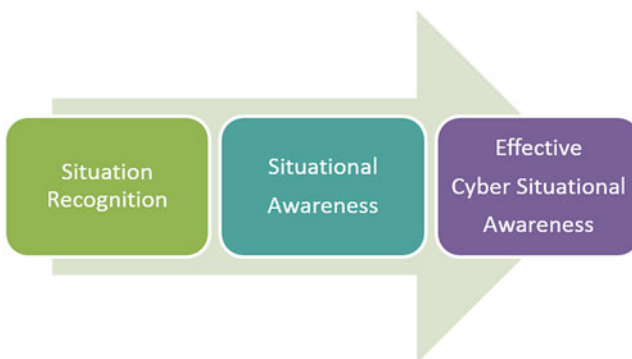 Situation
Recognition
Situational
Awareness
Effective
Cyber Situational
Awareness